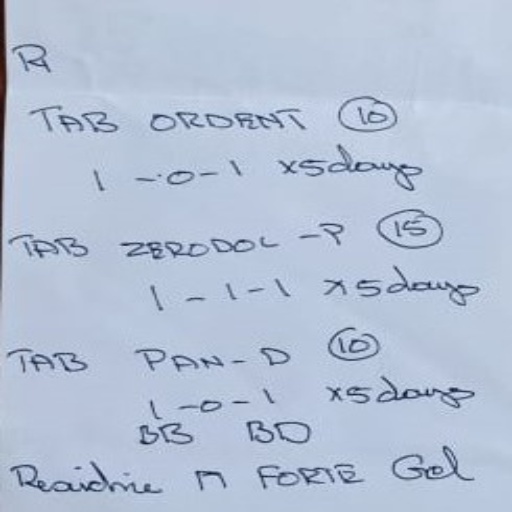 Rx
TAB ORDENT 10
1 - 0 - 1 x5days
TAB ZERODOL - P 15
1 - 1 - 1 x5days
TAB PAN - D 10
1 - 0 - 1 x5days
BB BD
M FORTE Gel